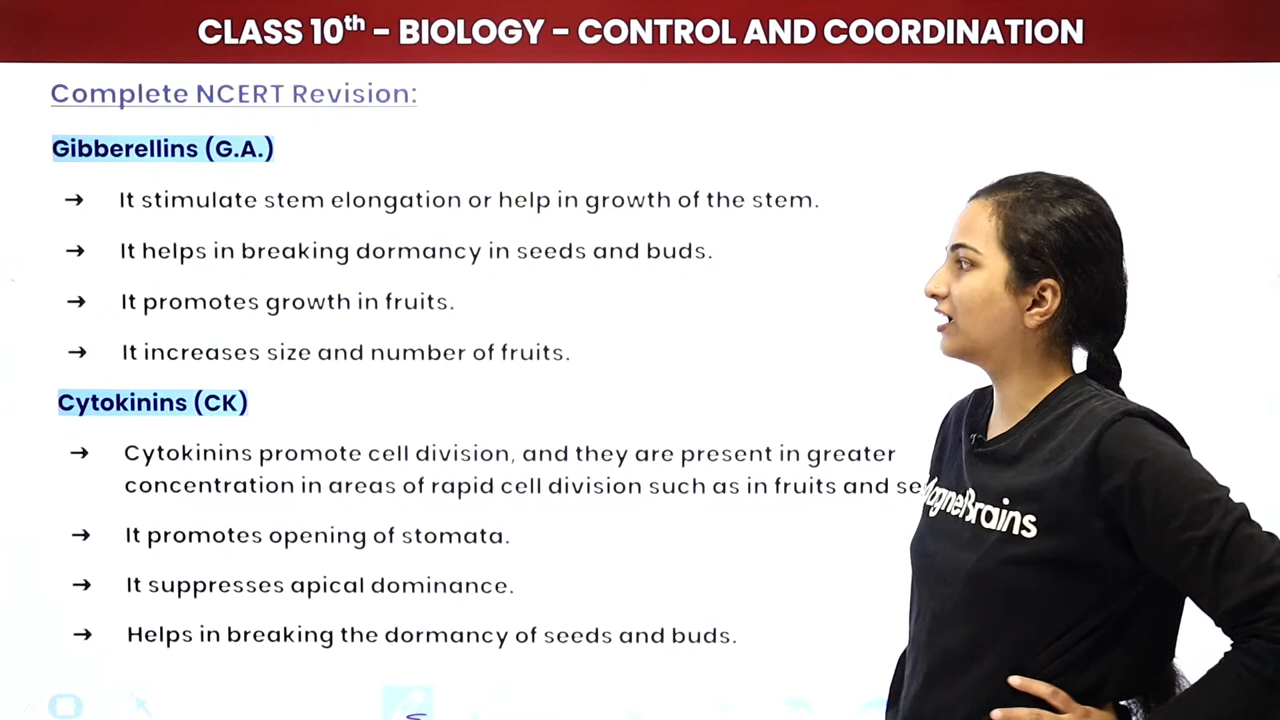 CLASS 10th - BIOLOGY - CONTROL AND COORDINATION
Complete NCERT Revision:
Gibberellins (G.A.)
→ It stimulate stem elongation or help in growth of the stem.
→ It helps in breaking dormancy in seeds and buds.
→ It promotes growth in fruits.
→ It increases size and number of fruits.
Cytokinins (CK)
→ Cytokinins promote cell division, and they are present in greater
concentration in areas of rapid cell division such as in fruits and
→ It promotes opening of stomata.
→ It suppresses apical dominance.
→ Helps in breaking the dormancy of seeds and buds.
MagnetBrains